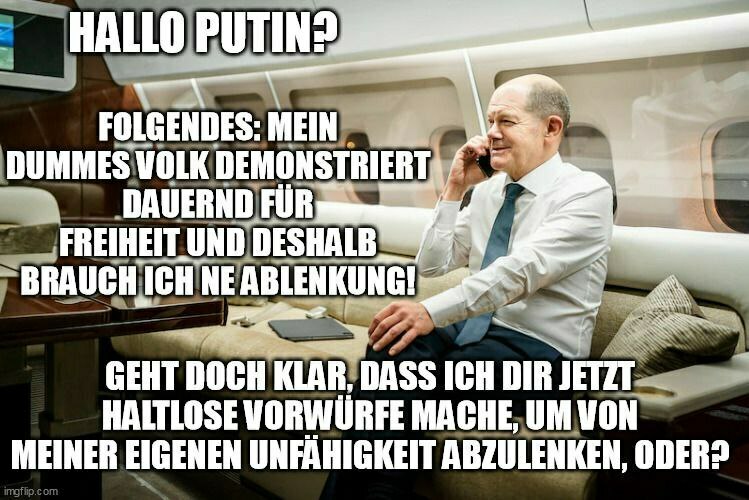 HALLO PUTIN?
FOLGENDES: MEIN
DUMMES VOLK DEMONSTRIERT
DAUERND FÜR
FREIHEIT UND DESHALB
BRAUCH ICH NE ABLENKUNG!
GEHT DOCH KLAR, DASS ICH DIR JETZT
HALTLOSE VORWÜRFE MACHE, UM VON
MEINER EIGENEN UNFÄHIGKEIT ABZULENKEN, ODER?
imgflip.com